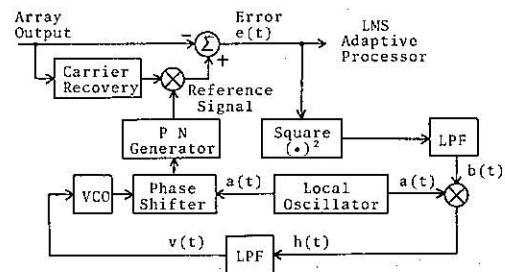 Array
Output
Error
e(t)
LMS
Adaptive
Processor
−
Σ
+
Carrier
Recovery
Reference
Signal
P N
Generator
Square
(•)²
LPF
b(t)
VCO
Phase
Shifter
a(t)
Local
Oscillator
a(t)
v(t)
LPF
h(t)